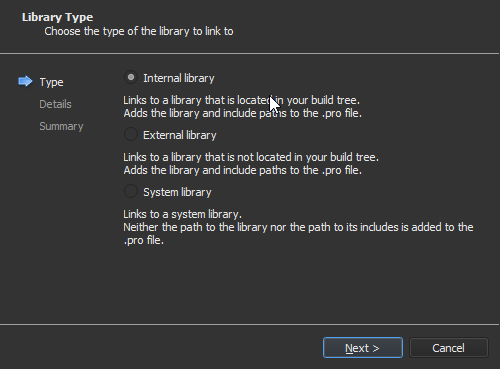 Library Type
Choose the type of the library to link to
Type
Details
Summary
Internal library
Links to a library that is located in your build tree.
Adds the library and include paths to the .pro file.
External library
Links to a library that is not located in your build tree.
Adds the library and include paths to the .pro file.
System library
Links to a system library.
Neither the path to the library nor the path to its includes is added to the
.pro file.
Next >
Cancel